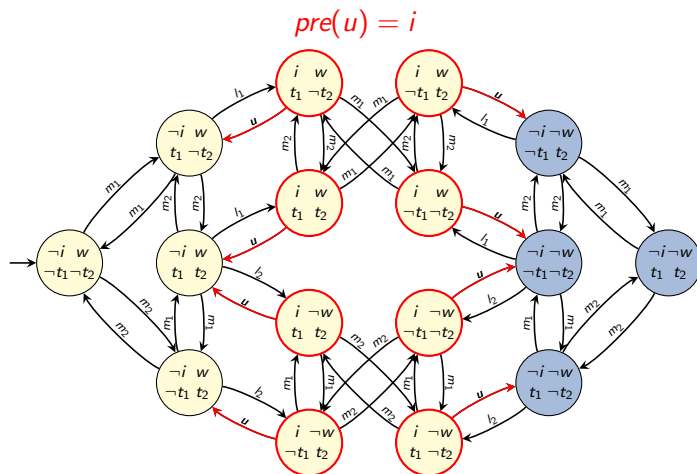 pre(u) = i
i w
i w
t₁ ¬t₂
¬t₁ t₂
l₁
u
m₁
m₁
u
l₁
¬i w
¬i ¬w
t₁ ¬t₂
¬t₁ t₂
m₂
m₂
m₂
m₂
m₁
m₁
i w
i w
t₁ t₂
¬t₁¬t₂
m₁
m₁
m₁
m₁
m₂
m₂
l₁
u
u
l₁
m₂
m₂
m₁
m₁
¬i w
¬i w
¬i ¬w
¬i ¬w
¬t₁¬t₂
t₁ t₂
¬t₁¬t₂
t₁ t₂
l₂
u
u
l₂
m₂
m₂
m₁
m₁
m₁
m₁
m₂
m₂
i ¬w
i ¬w
t₁ t₂
¬t₁¬t₂
m₂
m₂
¬i w
¬i ¬w
¬t₁ t₂
t₁ ¬t₂
m₁
m₁
m₁
m₁
l₂
u
m₂
m₂
u
l₂
i ¬w
i ¬w
¬t₁ t₂
t₁ ¬t₂